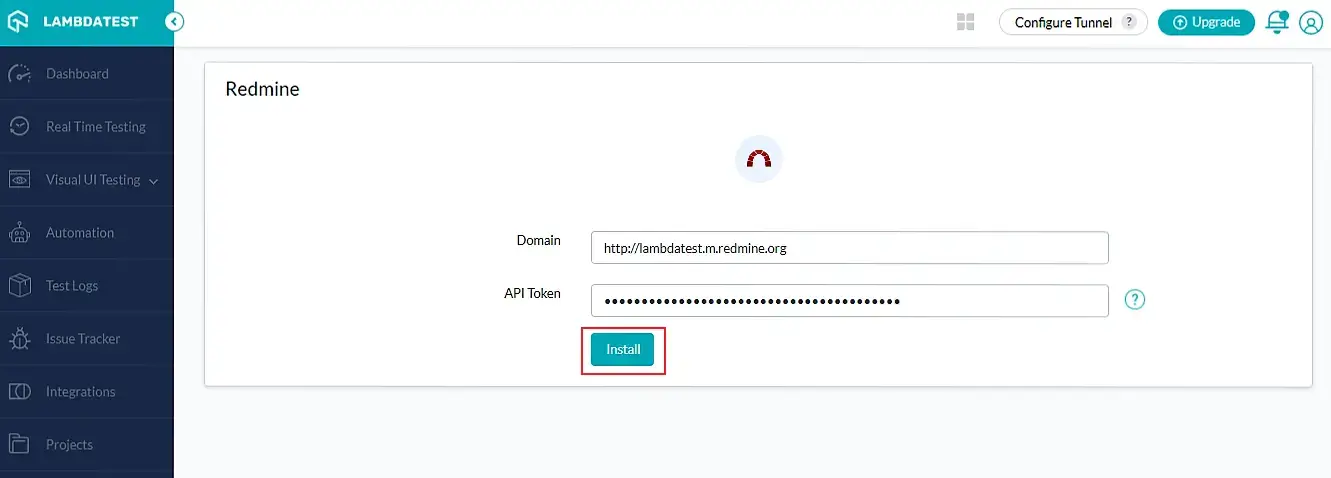 LAMBDATEST
Configure Tunnel ?
Upgrade
Dashboard
Real Time Testing
Visual UI Testing
Automation
Test Logs
Issue Tracker
Integrations
Projects
Redmine
Domain
http://lambdatest.m.redmine.org
API Token
••••••••••••••••••••••••••••••••••••••••
?
Install